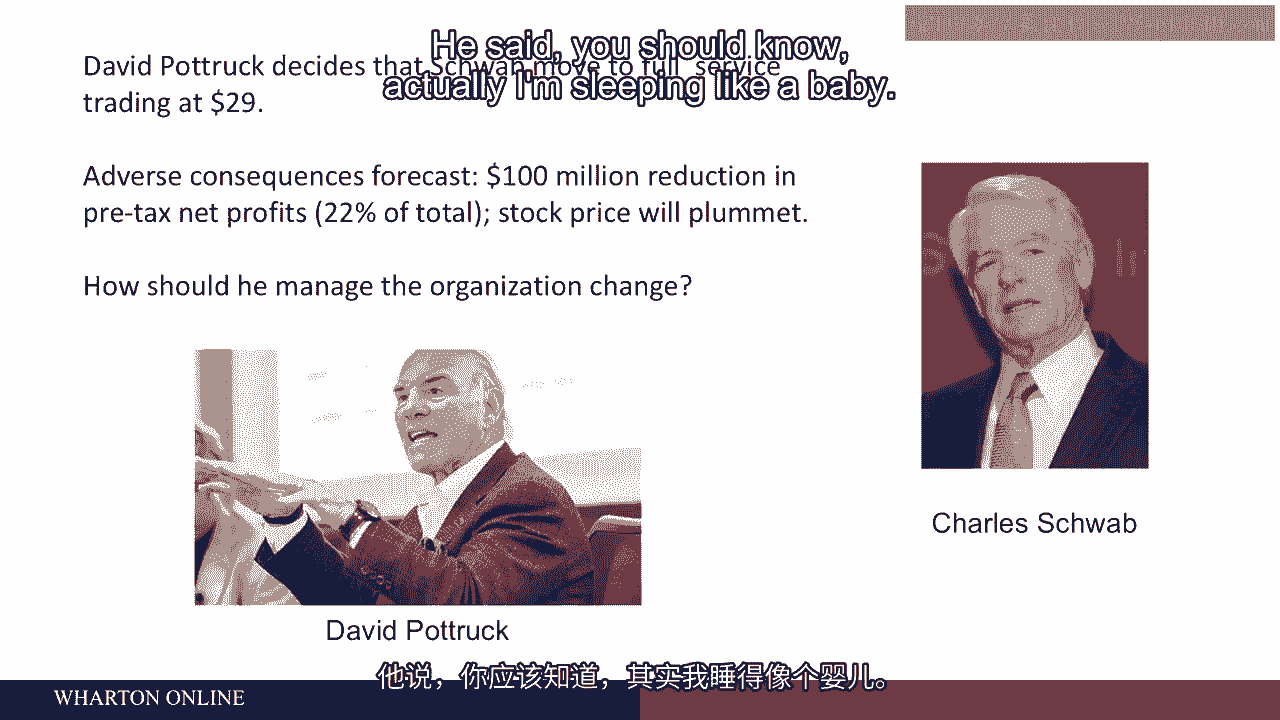 He said, you should know,
actually I'm sleeping like a baby.
David Pottruck decides that Schwab move to full service
trading at $29.
Adverse consequences forecast: $100 million reduction in
pre-tax net profits (22% of total); stock price will plummet.
How should he manage the organization change?
Charles Schwab
David Pottruck
他说，你应该知道，其实我睡得像个婴儿。
WHARTON ONLINE